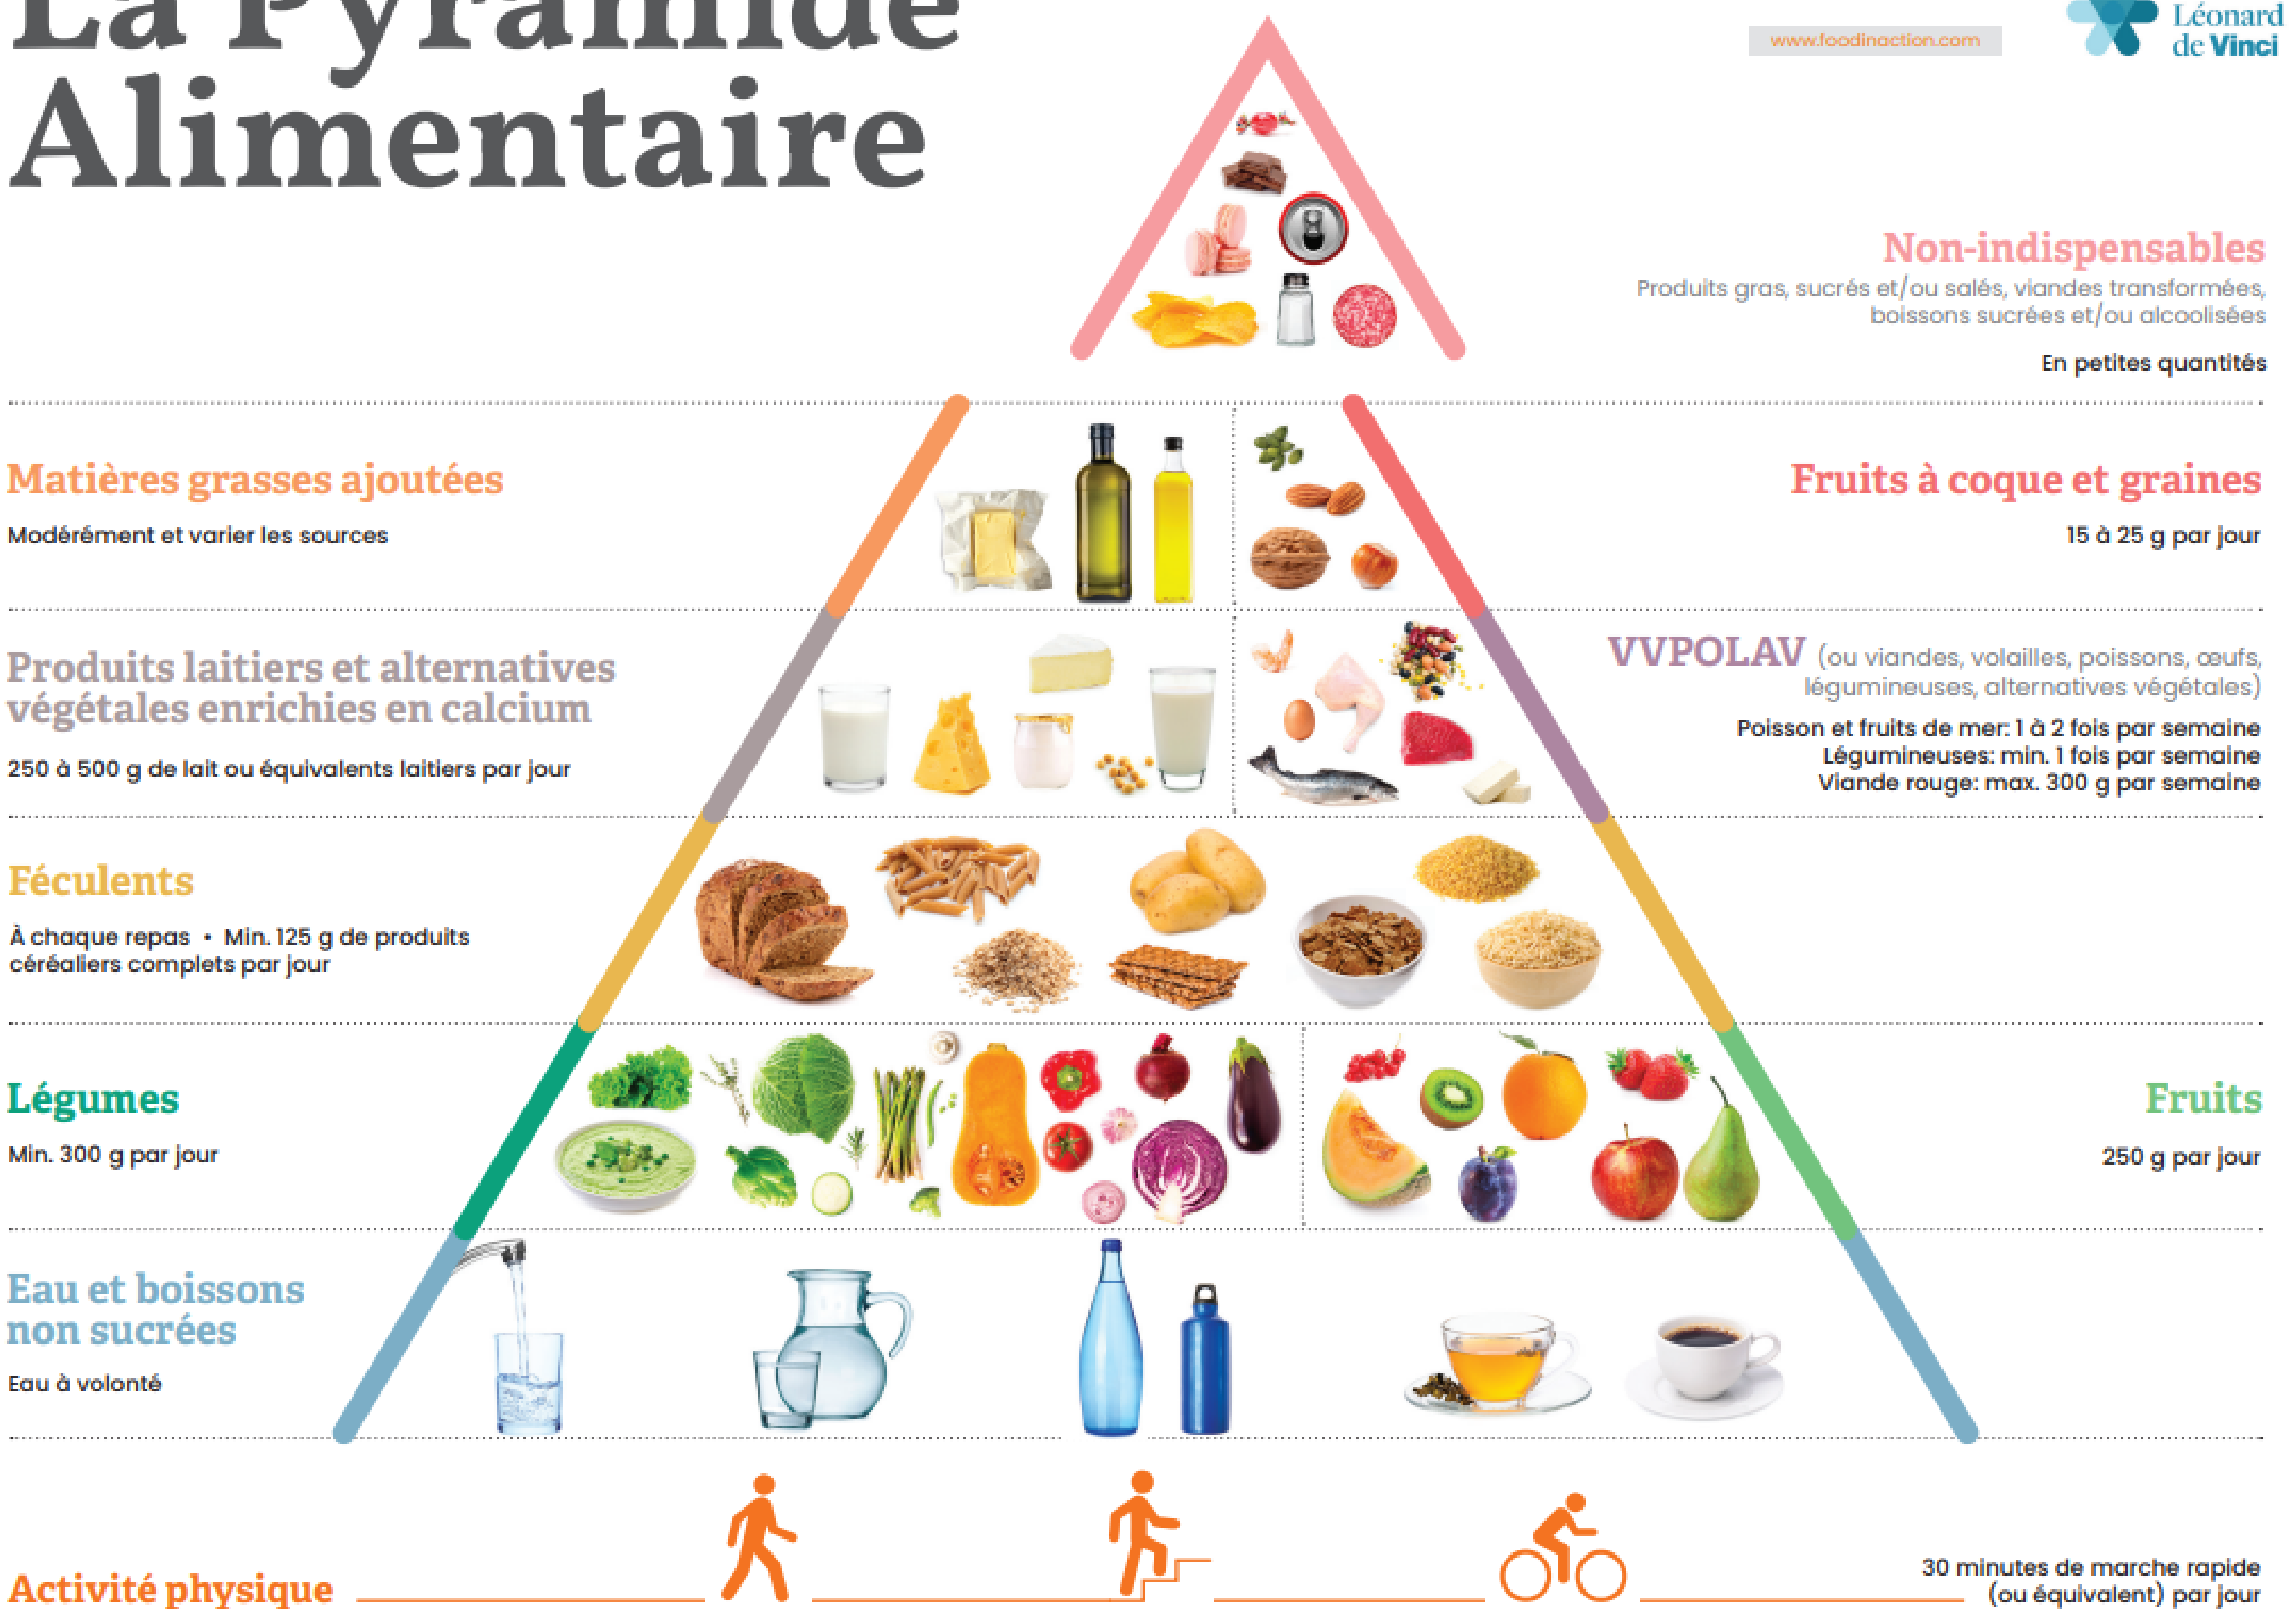 La Pyramide
Alimentaire
www.foodinaction.com
Léonard
de Vinci
Non-indispensables
Produits gras, sucrés et/ou salés, viandes transformées,
boissons sucrées et/ou alcoolisées
En petites quantités
Matières grasses ajoutées
Modérément et varier les sources
Fruits à coque et graines
15 à 25 g par jour
Produits laitiers et alternatives
végétales enrichies en calcium
250 à 500 g de lait ou équivalents laitiers par jour
VVPOLAV (ou viandes, volailles, poissons, œufs,
légumineuses, alternatives végétales)
Poisson et fruits de mer: 1 à 2 fois par semaine
Légumineuses: min. 1 fois par semaine
Viande rouge: max. 300 g par semaine
Féculents
À chaque repas • Min. 125 g de produits
céréaliers complets par jour
Légumes
Min. 300 g par jour
Fruits
250 g par jour
Eau et boissons
non sucrées
Eau à volonté
Activité physique
30 minutes de marche rapide
(ou équivalent) par jour